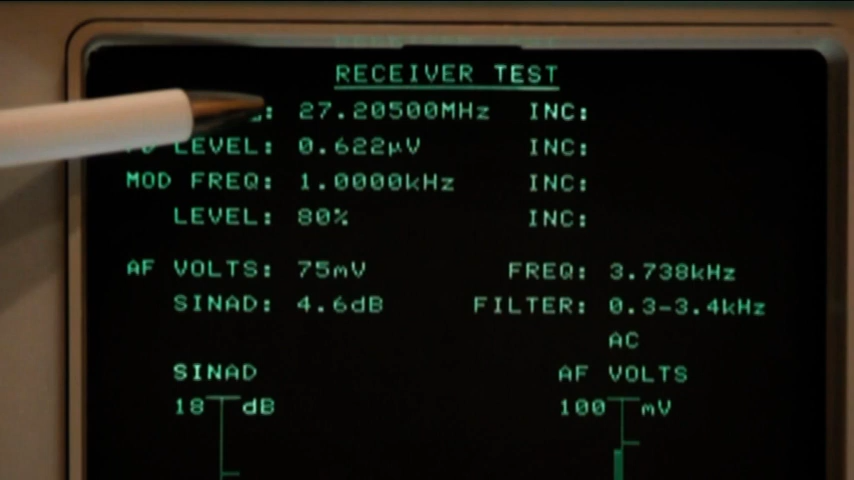 RECEIVER TEST
27.20500MHz INC:
LEVEL: 0.622µV INC:
MOD FREQ: 1.0000kHz INC:
LEVEL: 80% INC:
AF VOLTS: 75mV FREQ: 3.738kHz
SINAD: 4.6dB FILTER: 0.3-3.4kHz
AC
SINAD AF VOLTS
18 dB 100 mV